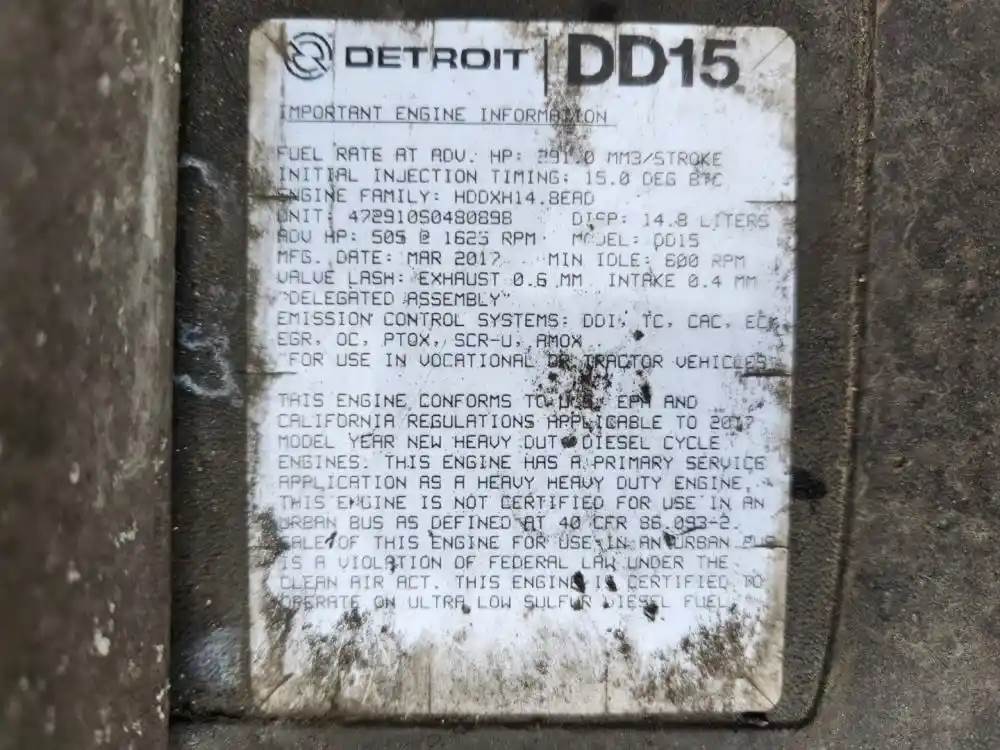 DETROIT DD15
IMPORTANT ENGINE INFORMATION
FUEL RATE AT ADV. HP: 291.0 MM3/STROKE
INITIAL INJECTION TIMING: 15.0 DEG BTC
ENGINE FAMILY: HDDXH14.8EAD
UNIT: 472910S0480898 DISP: 14.8 LITERS
ADV HP: 505 @ 1625 RPM MODEL: DD15
MFG. DATE: MAR 2017 MIN IDLE: 600 RPM
VALVE LASH: EXHAUST 0.6 MM INTAKE 0.4 MM
"DELEGATED ASSEMBLY"
EMISSION CONTROL SYSTEMS: DDI, TC, CAC,
EGR, OC, PTOX, SCR-U, AMOX
"FOR USE IN VOCATIONAL OR TRACTOR VEHICLES"
THIS ENGINE CONFORMS TO U.S. EPA AND
CALIFORNIA REGULATIONS APPLICABLE TO 2017
MODEL YEAR NEW HEAVY DUTY DIESEL CYCLE
ENGINES. THIS ENGINE HAS A PRIMARY SERVICE
APPLICATION AS A HEAVY HEAVY DUTY ENGINE.
THIS ENGINE IS NOT CERTIFIED FOR USE IN AN
URBAN BUS AS DEFINED AT 40 CFR 86.093-2.
SALE OF THIS ENGINE FOR USE IN AN URBAN BUS
IS A VIOLATION OF FEDERAL LAW UNDER THE
CLEAN AIR ACT. THIS ENGINE IS CERTIFIED TO
OPERATE ON ULTRA LOW SULFUR DIESEL FUEL.